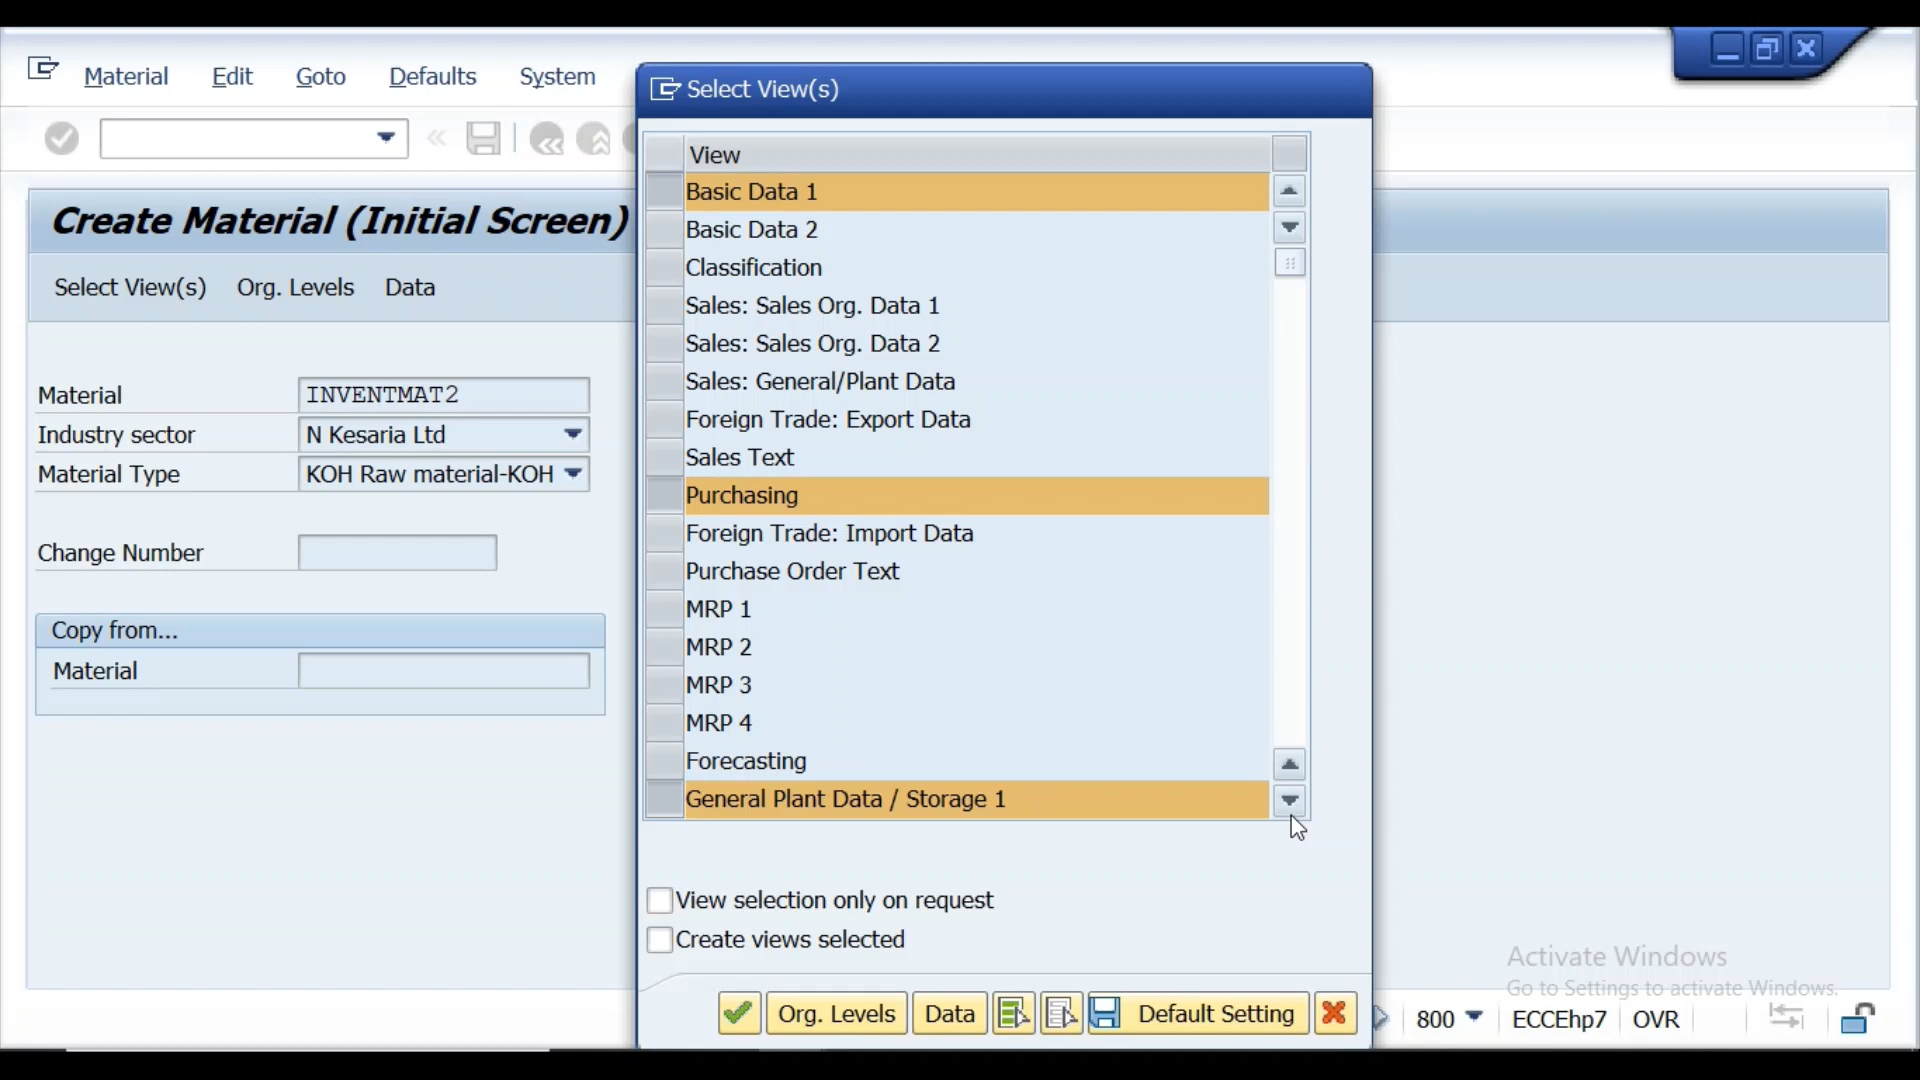 Material Edit Goto Defaults System
Select View(s)
View
Basic Data 1
Basic Data 2
Classification
Sales: Sales Org. Data 1
Sales: Sales Org. Data 2
Sales: General/Plant Data
Foreign Trade: Export Data
Sales Text
Purchasing
Foreign Trade: Import Data
Purchase Order Text
MRP 1
MRP 2
MRP 3
MRP 4
Forecasting
General Plant Data / Storage 1
View selection only on request
Create views selected
Org. Levels Data Default Setting
Create Material (Initial Screen)
Select View(s) Org. Levels Data
Material INVENTMAT2
Industry sector N Kesaria Ltd
Material Type KOH Raw material-KOH
Change Number
Copy from...
Material
Activate Windows
Go to Settings to activate Windows.
800 ECCEhp7 OVR